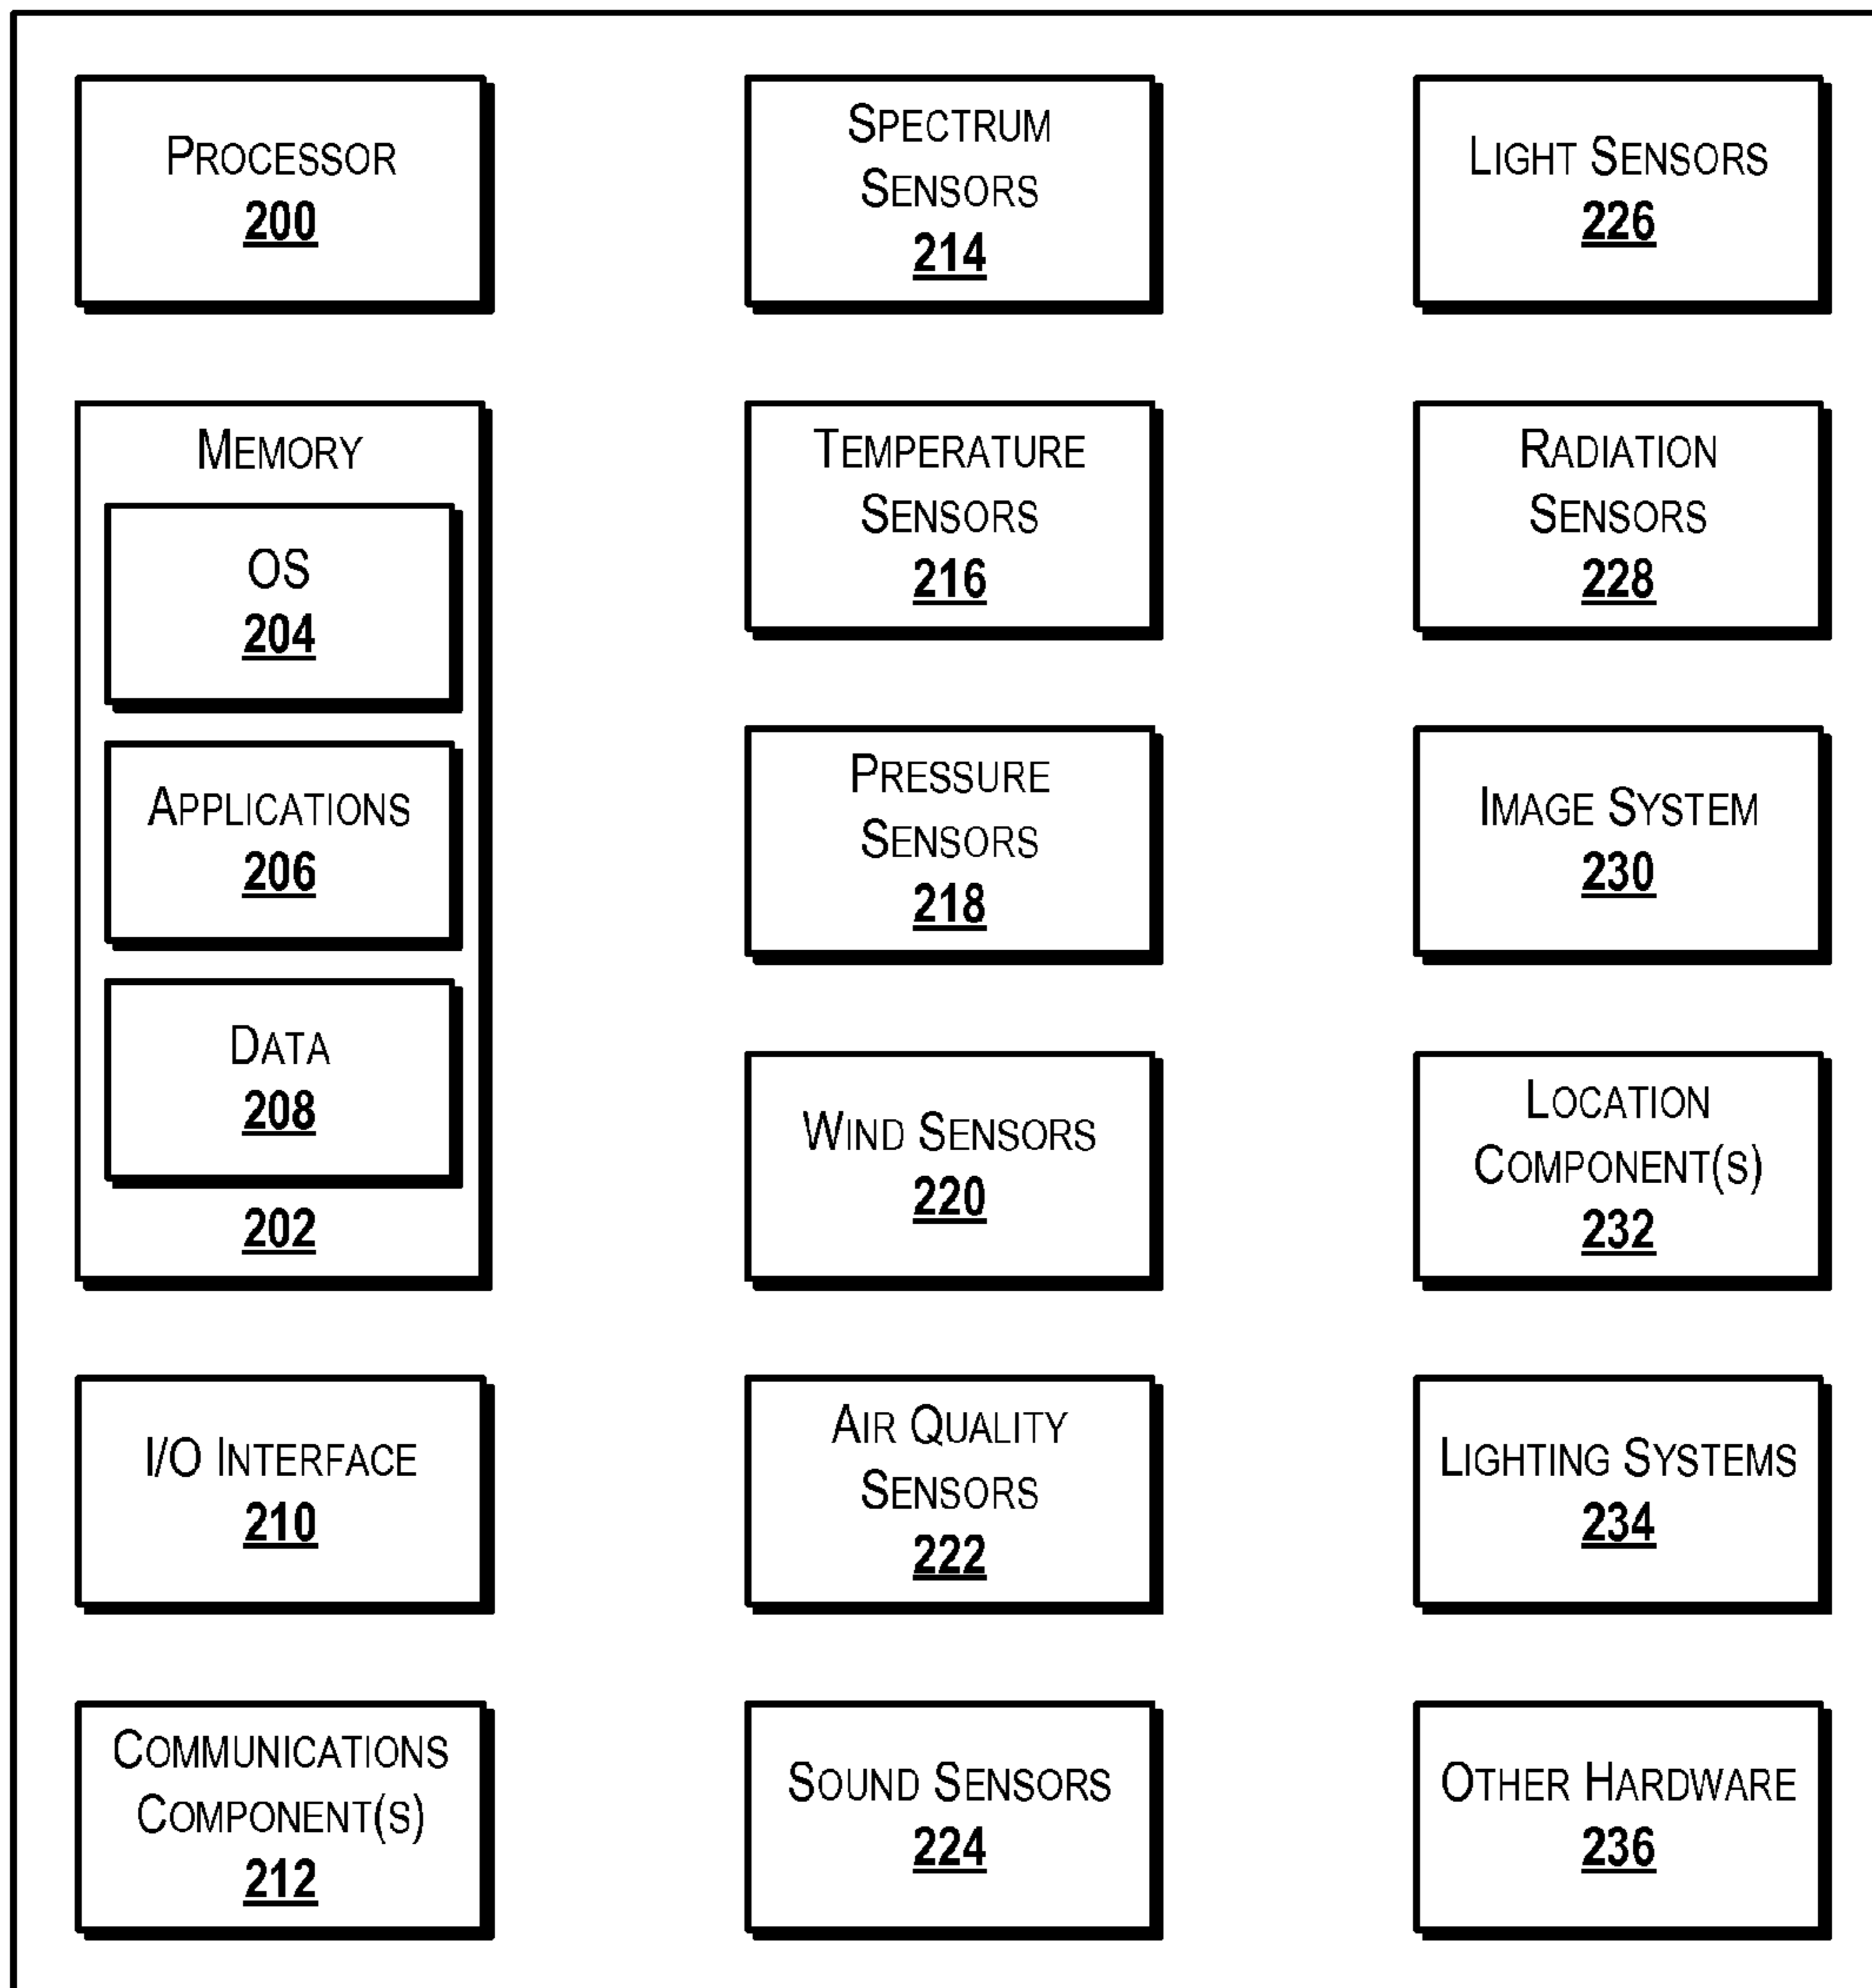 PROCESSOR
200
MEMORY
OS
204
APPLICATIONS
206
DATA
208
202
I/O INTERFACE
210
COMMUNICATIONS
COMPONENT(S)
212
SPECTRUM
SENSORS
214
TEMPERATURE
SENSORS
216
PRESSURE
SENSORS
218
WIND SENSORS
220
AIR QUALITY
SENSORS
222
SOUND SENSORS
224
LIGHT SENSORS
226
RADIATION
SENSORS
228
IMAGE SYSTEM
230
LOCATION
COMPONENT(S)
232
LIGHTING SYSTEMS
234
OTHER HARDWARE
236